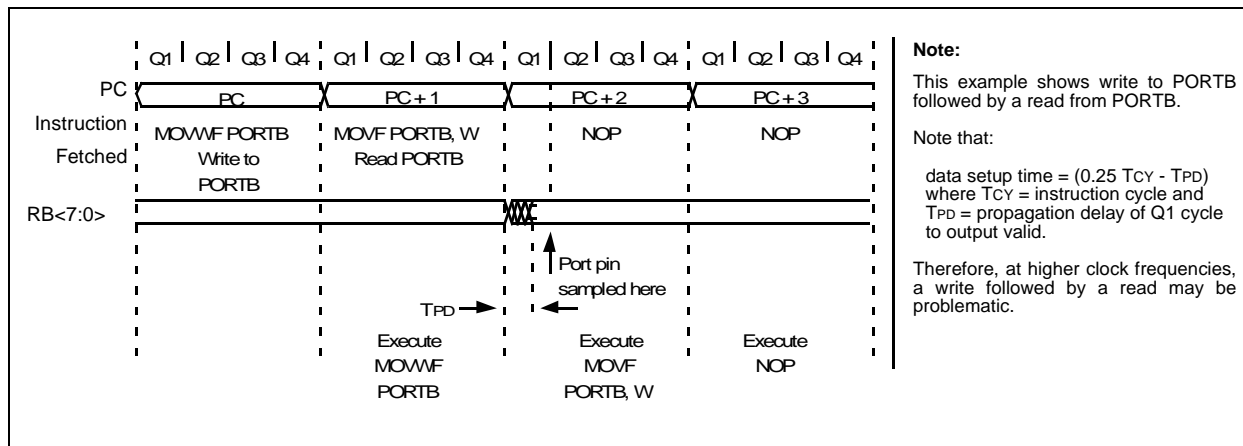 Q1 Q2 Q3 Q4 Q1 Q2 Q3 Q4 Q1 Q2 Q3 Q4 Q1 Q2 Q3 Q4
PC PC PC + 1 PC + 2 PC + 3
Instruction
Fetched
MOVWF PORTB
Write to
PORTB
MOVF PORTB, W
Read PORTB
NOP
NOP
RB<7:0>
Port pin
sampled here
TPD
Execute
MOVWF
PORTB
Execute
MOVF
PORTB, W
Execute
NOP
Note:
This example shows write to PORTB
followed by a read from PORTB.
Note that:
data setup time = (0.25 TCY - TPD)
where TCY = instruction cycle and
TPD = propagation delay of Q1 cycle
to output valid.
Therefore, at higher clock frequencies,
a write followed by a read may be
problematic.